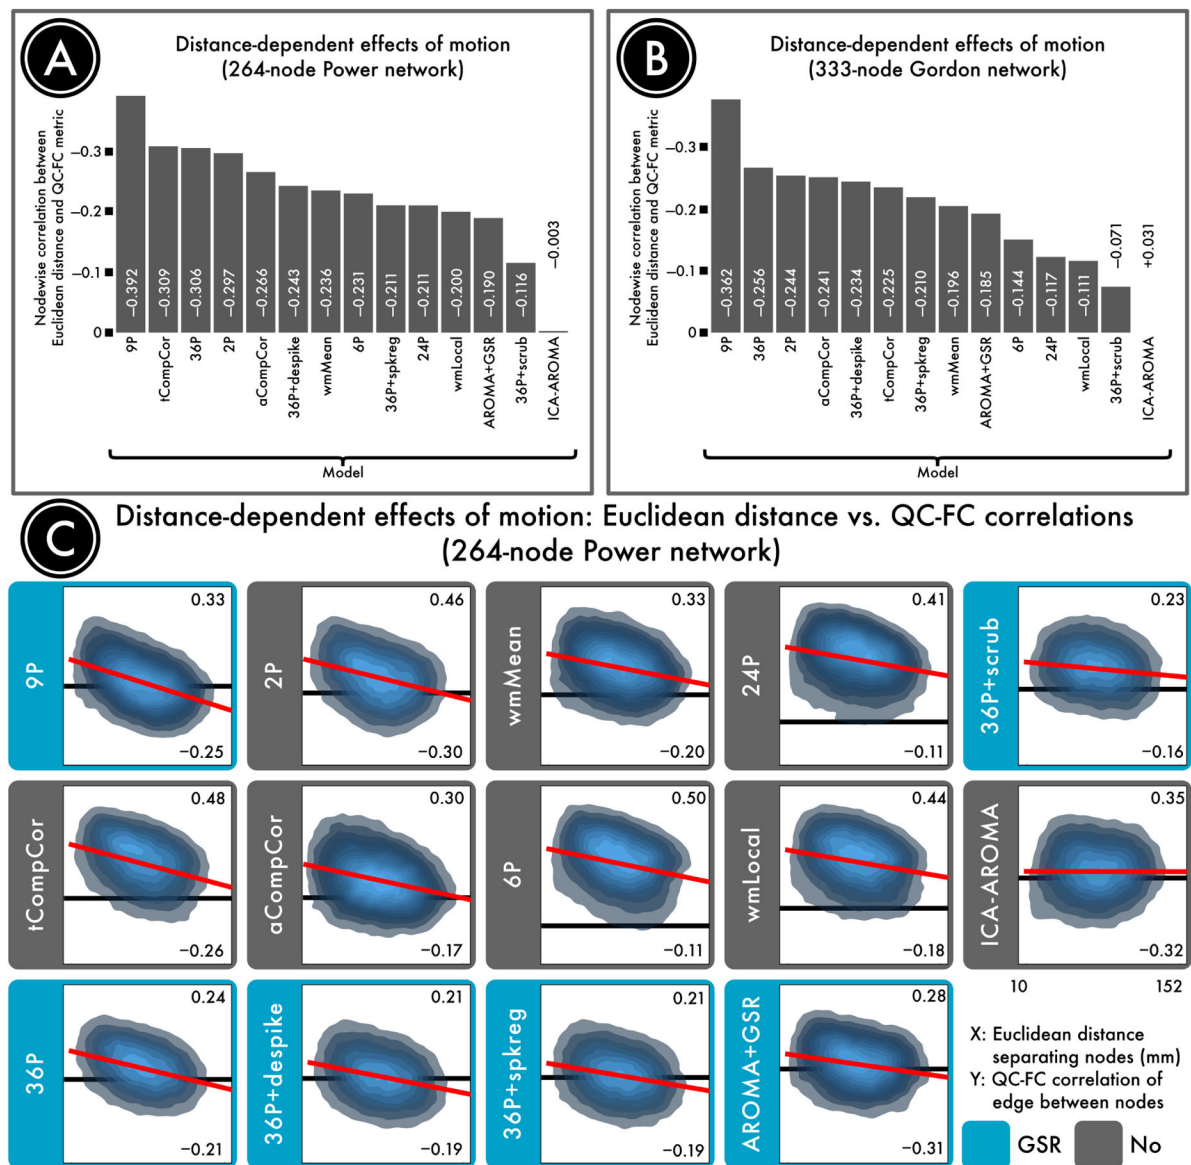 A
Distance-dependent effects of motion
(264-node Power network)
Nodewise correlation between
Euclidean distance and QC-FC metric
−0.3
−0.2
−0.1
0
−0.392
−0.309
−0.306
−0.297
−0.266
−0.243
−0.236
−0.231
−0.211
−0.211
−0.200
−0.190
−0.116
−0.003
9P
tCompCor
36P
2P
aCompCor
36P+despike
wmMean
6P
36P+spkreg
24P
wmLocal
AROMA+GSR
36P+scrub
ICA-AROMA
Model
B
Distance-dependent effects of motion
(333-node Gordon network)
Nodewise correlation between
Euclidean distance and QC-FC metric
−0.3
−0.2
−0.1
0
−0.362
−0.256
−0.244
−0.241
−0.234
−0.225
−0.210
−0.196
−0.185
−0.144
−0.117
−0.111
−0.071
+0.031
9P
36P
2P
aCompCor
36P+despike
tCompCor
36P+spkreg
wmMean
AROMA+GSR
6P
24P
wmLocal
36P+scrub
ICA-AROMA
Model
C
Distance-dependent effects of motion: Euclidean distance vs. QC-FC correlations
(264-node Power network)
9P
0.33
−0.25
2P
0.46
−0.30
wmMean
0.33
−0.20
24P
0.41
−0.11
36P+scrub
0.23
−0.16
tCompCor
0.48
−0.26
aCompCor
0.30
−0.17
6P
0.50
−0.11
wmLocal
0.44
−0.18
ICA-AROMA
0.35
−0.32
10 152
36P
0.24
−0.21
36P+despike
0.21
−0.19
36P+spkreg
0.21
−0.19
AROMA+GSR
0.28
−0.31
X: Euclidean distance
separating nodes (mm)
Y: QC-FC correlation of
edge between nodes
GSR No